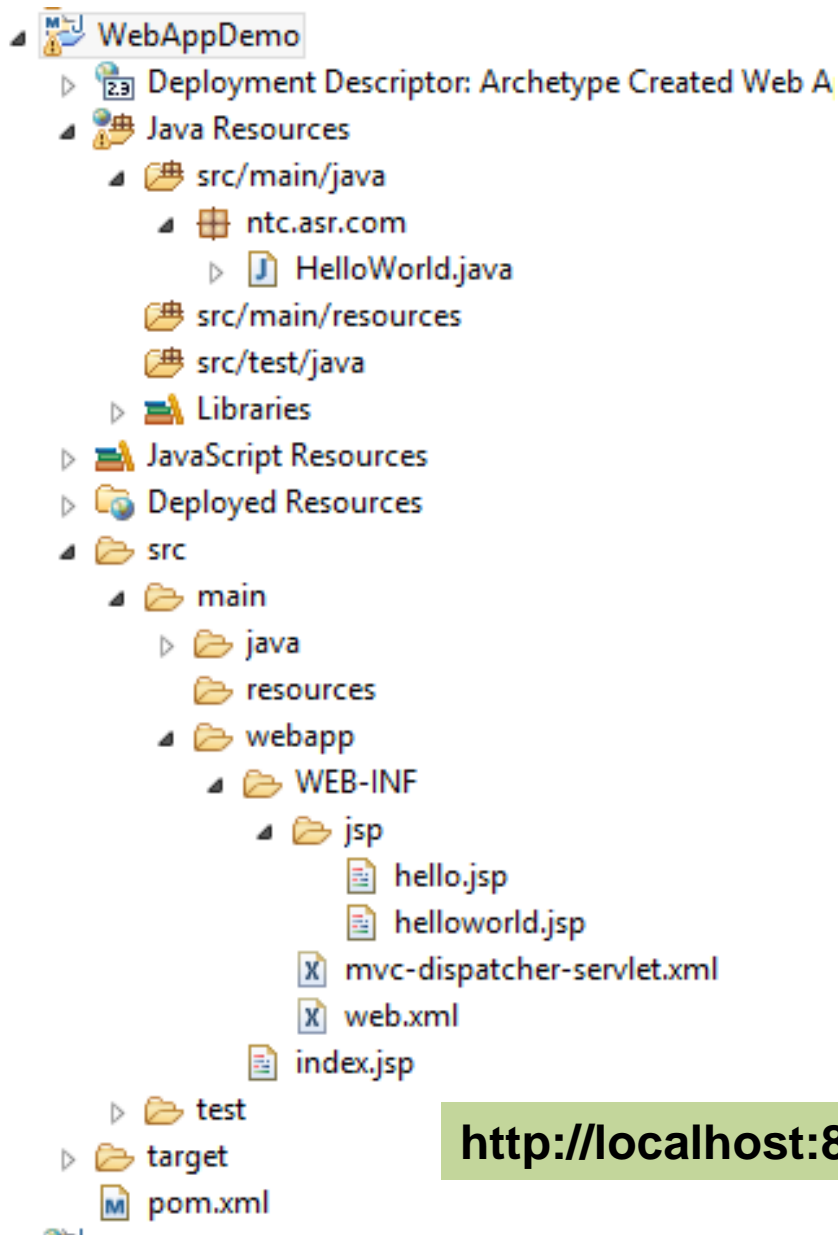 WebAppDemo
Deployment Descriptor: Archetype Created Web A
Java Resources
src/main/java
ntc.asr.com
HelloWorld.java
src/main/resources
src/test/java
Libraries
JavaScript Resources
Deployed Resources
src
main
java
resources
webapp
WEB-INF
jsp
hello.jsp
helloworld.jsp
mvc-dispatcher-servlet.xml
web.xml
index.jsp
test
target
http://localhost:8
pom.xml